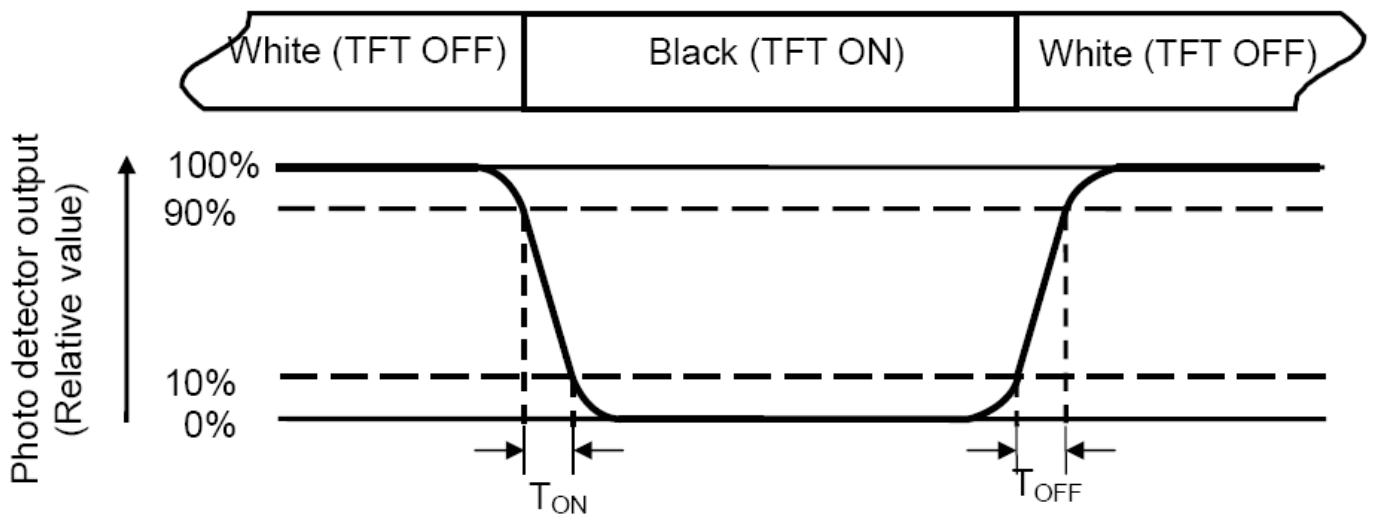 White (TFT OFF) Black (TFT ON) White (TFT OFF)
Photo detector output
(Relative value)
100%
90%
10%
0%
TON TOFF